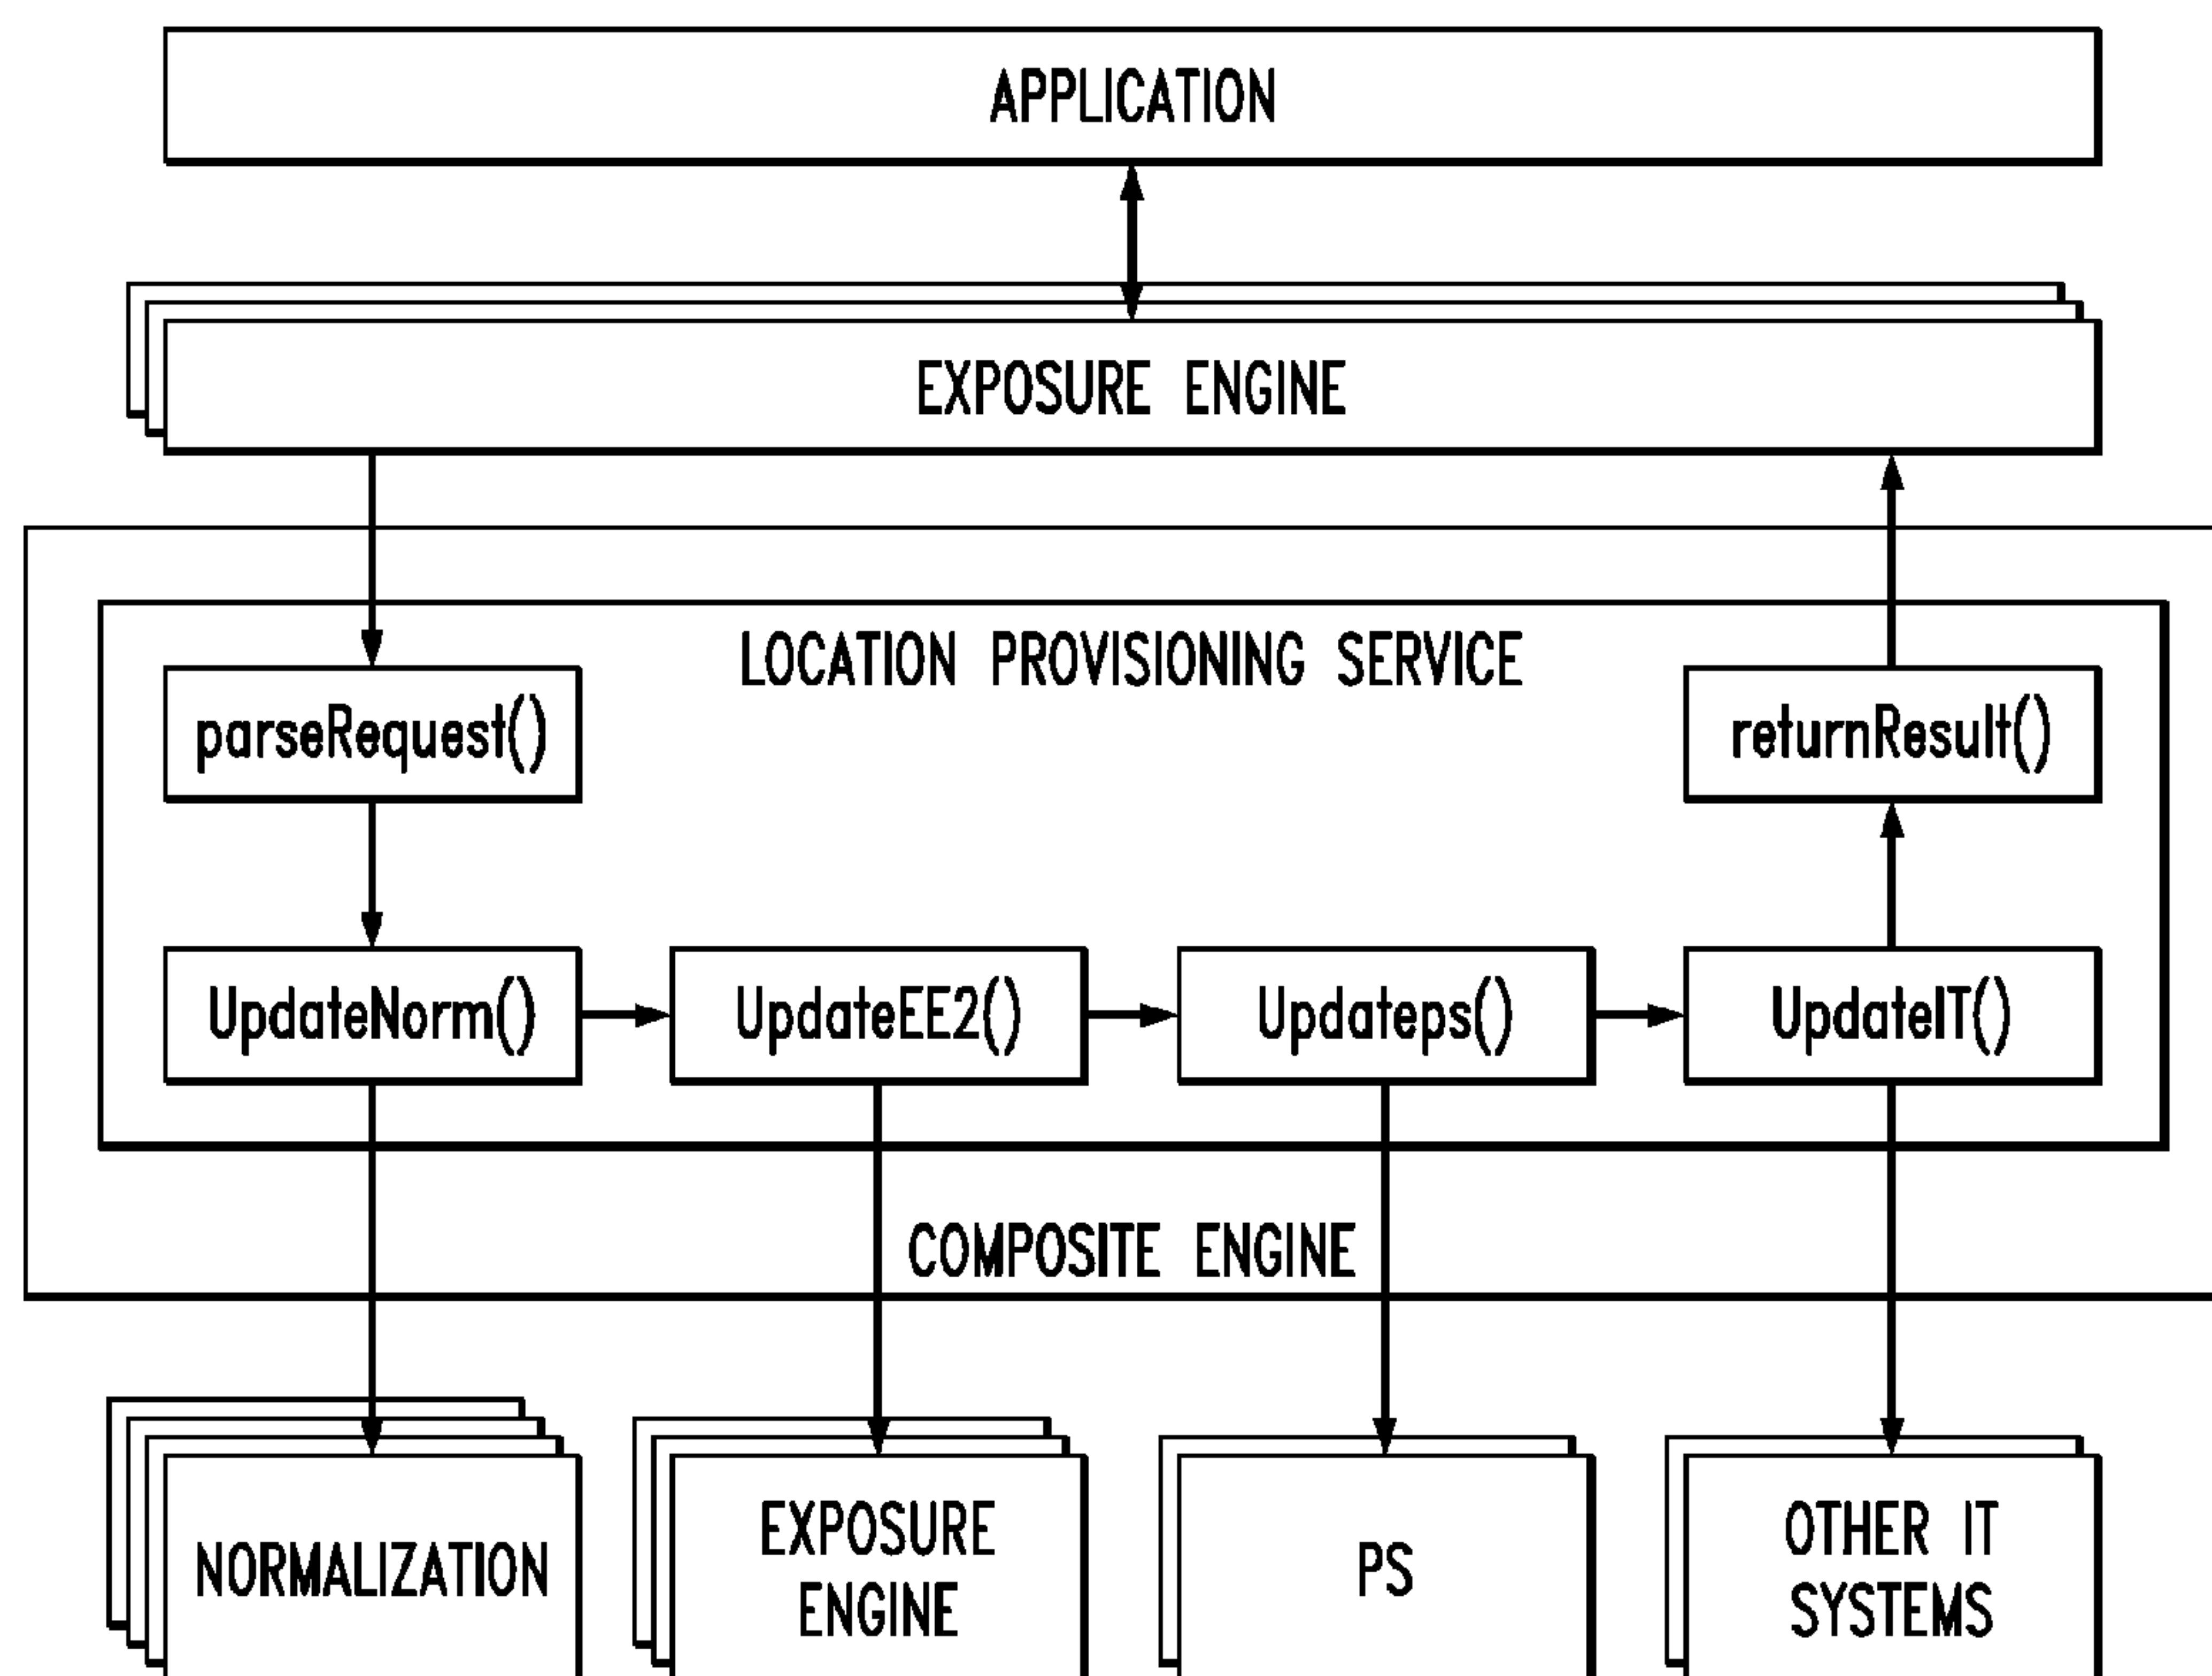 APPLICATION
EXPOSURE ENGINE
LOCATION PROVISIONING SERVICE
parseRequest()
returnResult()
UpdateNorm()
UpdateEE2()
Updateps()
UpdateIT()
COMPOSITE ENGINE
NORMALIZATION
EXPOSURE
ENGINE
PS
OTHER IT
SYSTEMS